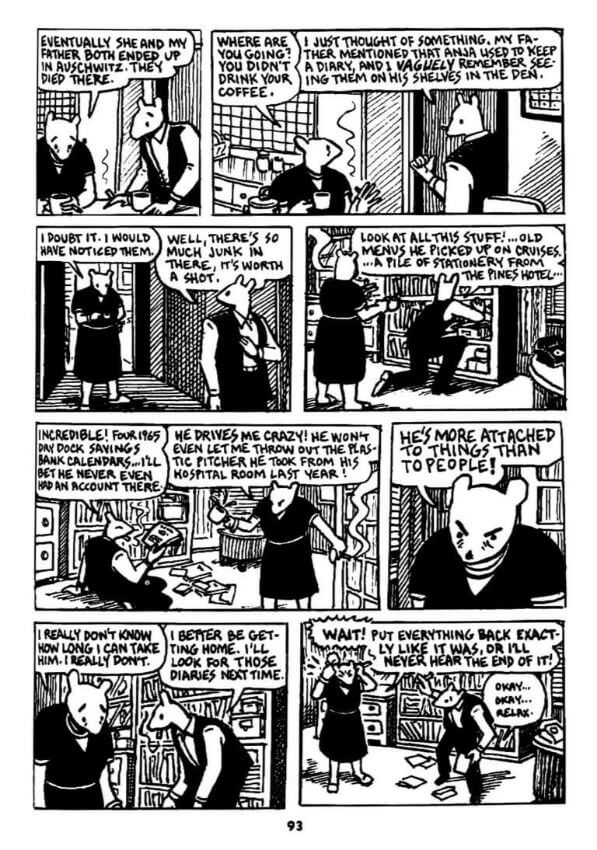 EVENTUALLY SHE AND MY
FATHER BOTH ENDED UP
IN AUSCHWITZ. THEY
DIED THERE.
WHERE ARE
YOU GOING?
YOU DIDN'T
DRINK YOUR
COFFEE.
I JUST THOUGHT OF SOMETHING. MY FA-
THER MENTIONED THAT ANJA USED TO KEEP
A DIARY, AND I VAGUELY REMEMBER SEE-
ING THEM ON HIS SHELVES IN THE DEN.
I DOUBT IT. I WOULD
HAVE NOTICED THEM.
WELL, THERE'S SO
MUCH JUNK IN
THERE, IT'S WORTH
A SHOT.
LOOK AT ALL THIS STUFF!...OLD
MENUS HE PICKED UP ON CRUISES.
...A PILE OF STATIONERY FROM
THE PINES HOTEL...
INCREDIBLE! FOUR 1965
DRY DOCK SAVINGS
BANK CALENDARS...I'LL
BET HE NEVER EVEN
HAD AN ACCOUNT THERE.
HE DRIVES ME CRAZY! HE WON'T
EVEN LET ME THROW OUT THE PLAS-
TIC PITCHER HE TOOK FROM HIS
HOSPITAL ROOM LAST YEAR!
HE'S MORE ATTACHED
TO THINGS THAN
TO PEOPLE!
I REALLY DON'T KNOW
HOW LONG I CAN TAKE
HIM. I REALLY DON'T.
I BETTER BE GET-
TING HOME. I'LL
LOOK FOR THOSE
DIARIES NEXT TIME.
WAIT! PUT EVERYTHING BACK EXACT-
LY LIKE IT WAS, OR I'LL
NEVER HEAR THE END OF IT!
OKAY...
OKAY...
RELAX.
93